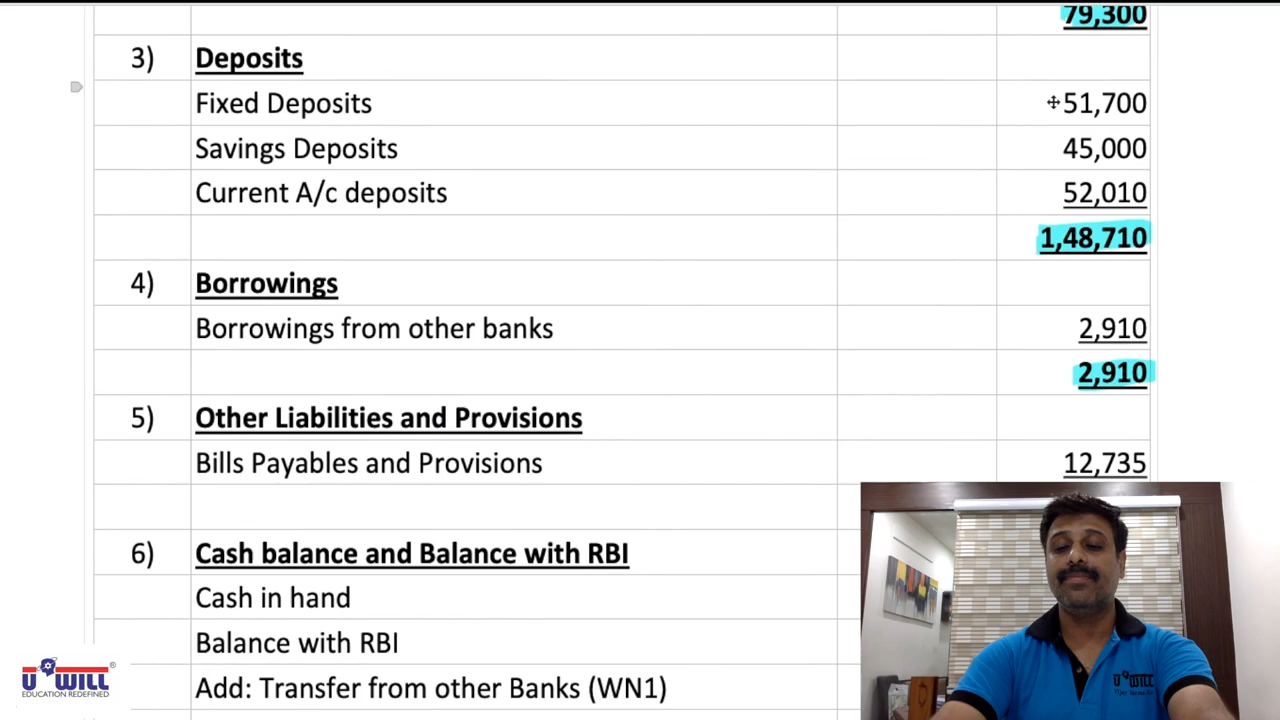 79,300
3) Deposits
Fixed Deposits 51,700
Savings Deposits 45,000
Current A/c deposits 52,010
1,48,710
4) Borrowings
Borrowings from other banks 2,910
2,910
5) Other Liabilities and Provisions
Bills Payables and Provisions 12,735
6) Cash balance and Balance with RBI
Cash in hand
Balance with RBI
Add: Transfer from other Banks (WN1)
U WILL ®
EDUCATION REDEFINED
U WILL